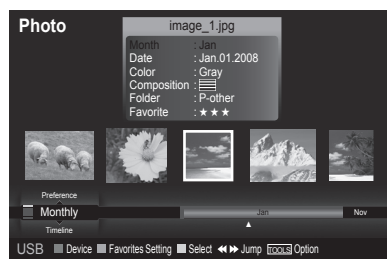 Photo
image_1.jpg
Month : Jan
Date : Jan.01.2008
Color : Gray
Composition :
Folder : P-other
Favorite : ★ ★ ★
Preference
Monthly
Jan
Nov
Timeline
USB Device Favorites Setting Select Jump TOOLS Option